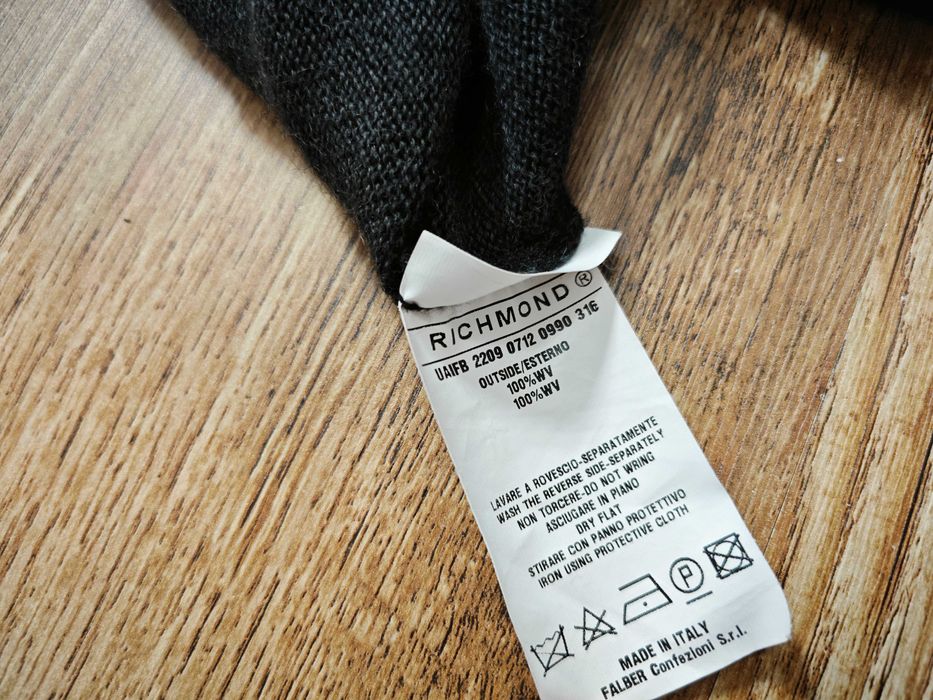 RICHMOND ®
UAIFB 2209 0712 0990 316
OUTSIDE/ESTERNO
100%WV
100%WV
LAVARE A ROVESCIO-SEPARATAMENTE
WASH THE REVERSE SIDE-SEPARATELY
NON TORCERE-DO NOT WRING
ASCIUGARE IN PIANO
DRY FLAT
STIRARE CON PANNO PROTETTIVO
IRON USING PROTECTIVE CLOTH
P
MADE IN ITALY
FALBER Confezioni S.r.l.